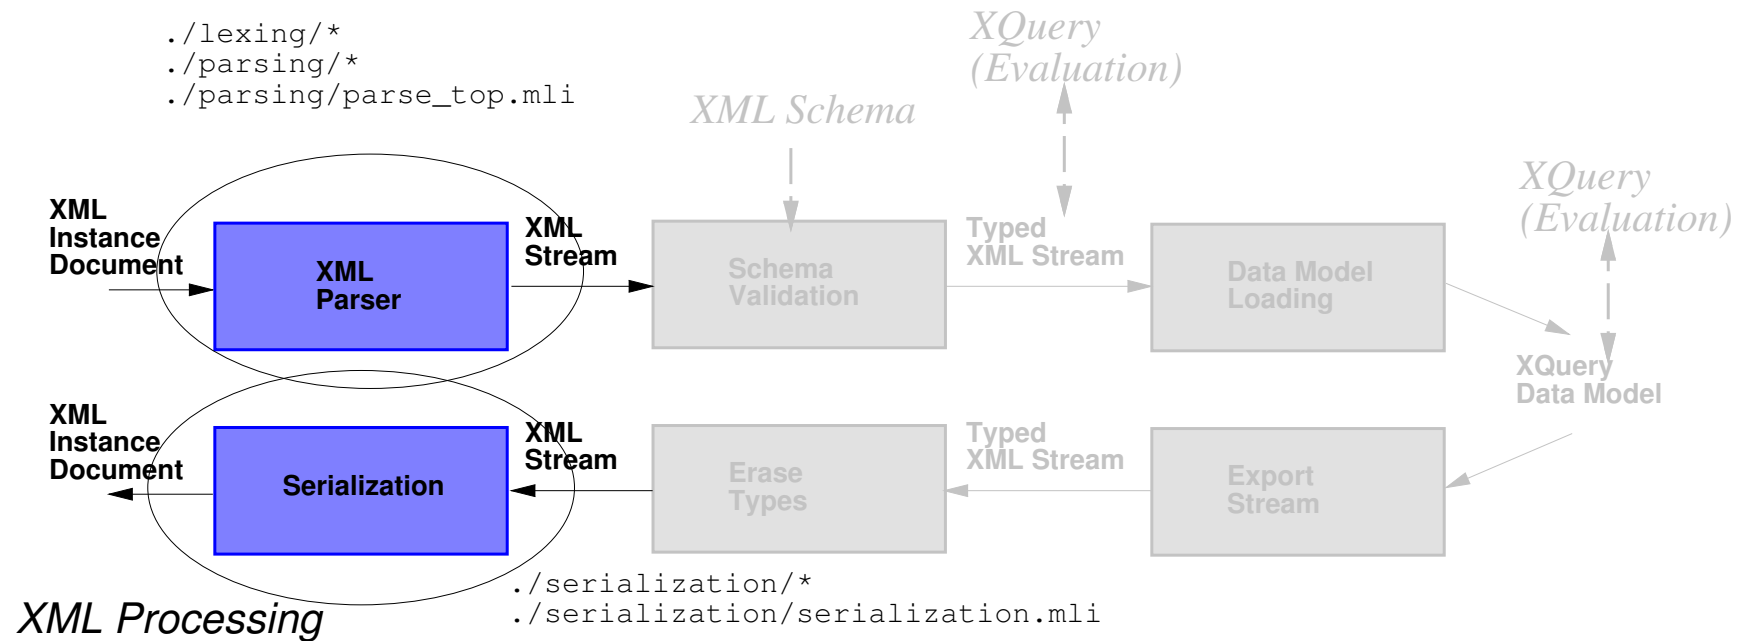 ./lexing/*
./parsing/*
./parsing/parse_top.mli
XQuery
(Evaluation)
XML Schema
XQuery
(Evaluation)
XML
Instance
Document
XML
Parser
XML
Stream
Schema
Validation
Typed
XML Stream
Data Model
Loading
XQuery
Data Model
XML
Instance
Document
Serialization
XML
Stream
Erase
Types
Typed
XML Stream
Export
Stream
./serialization/*
./serialization/serialization.mli
XML Processing